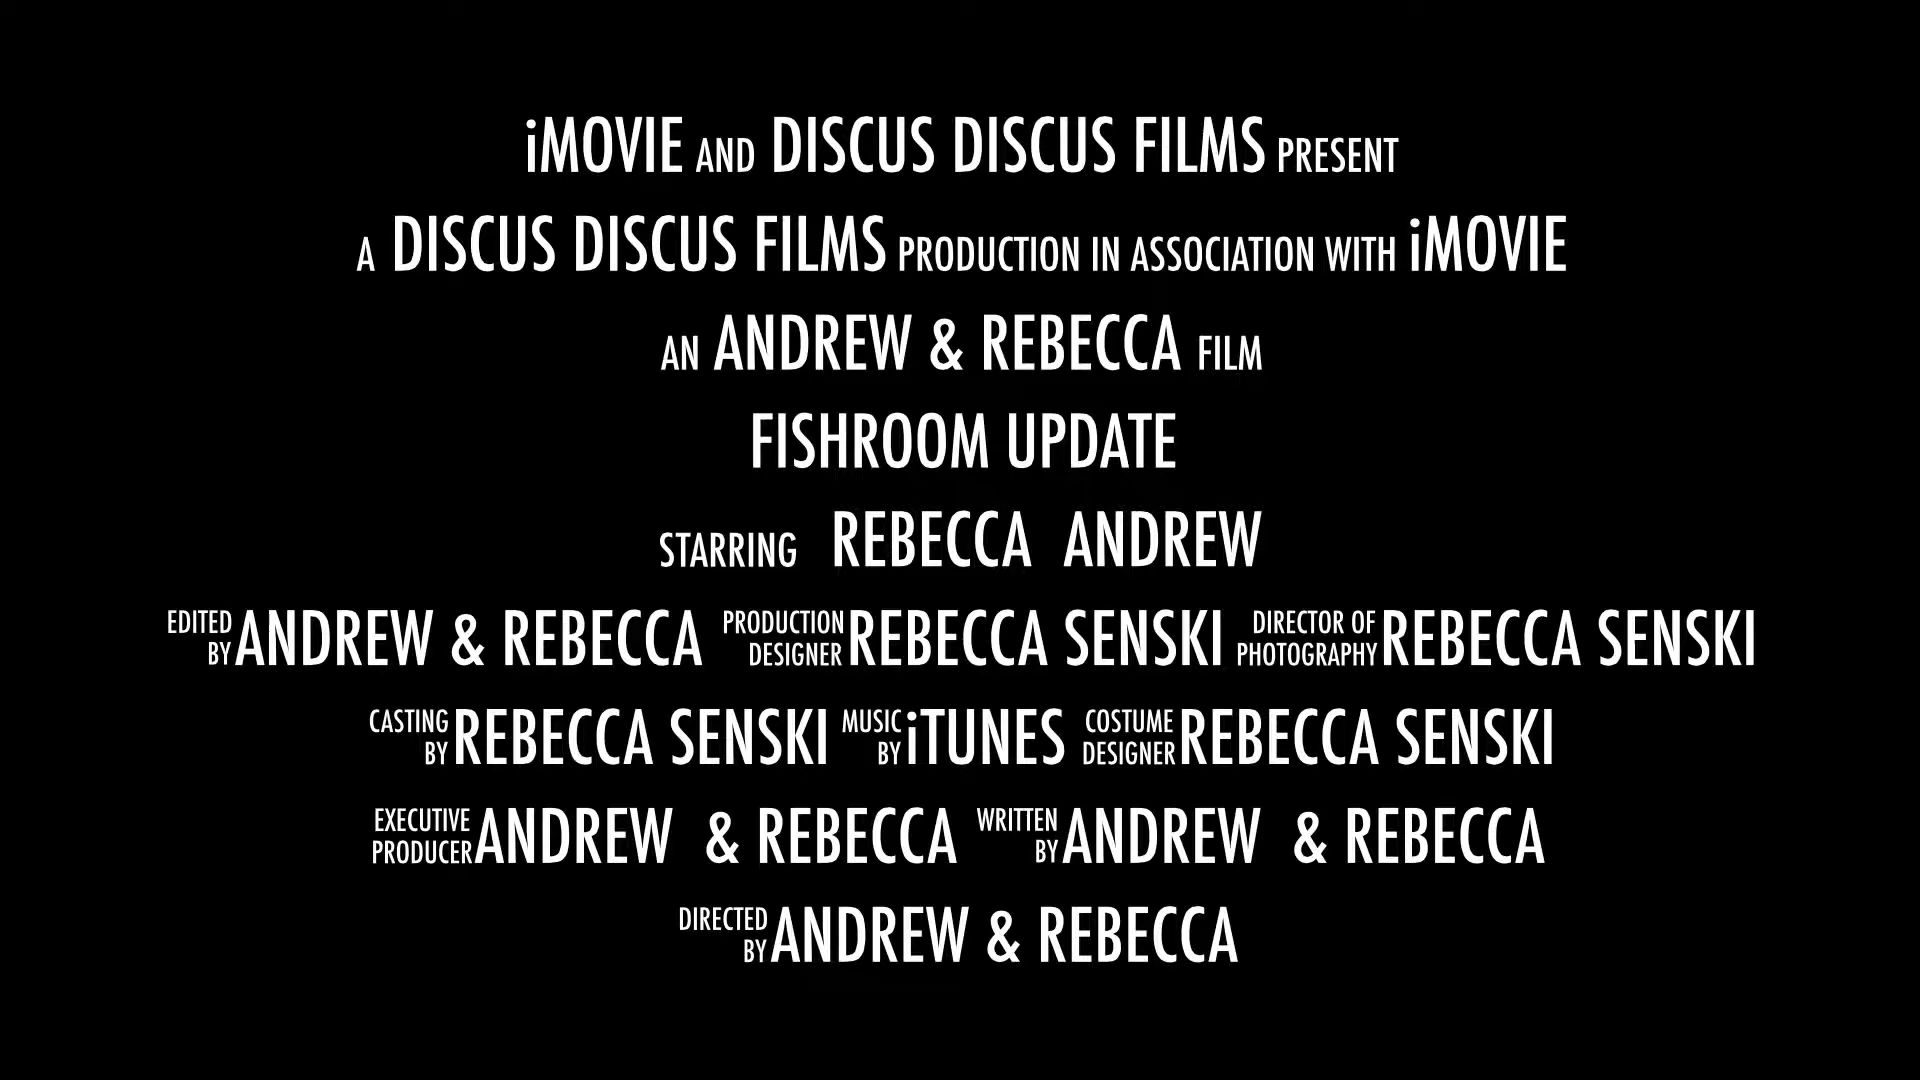 iMOVIE AND DISCUS DISCUS FILMS PRESENT
A DISCUS DISCUS FILMS PRODUCTION IN ASSOCIATION WITH iMOVIE
AN ANDREW & REBECCA FILM
FISHROOM UPDATE
STARRING REBECCA ANDREW
EDITED BY ANDREW & REBECCA PRODUCTION DESIGNER REBECCA SENSKI DIRECTOR OF PHOTOGRAPHY REBECCA SENSKI
CASTING BY REBECCA SENSKI MUSIC BY iTUNES COSTUME DESIGNER REBECCA SENSKI
EXECUTIVE PRODUCER ANDREW & REBECCA WRITTEN BY ANDREW & REBECCA
DIRECTED BY ANDREW & REBECCA